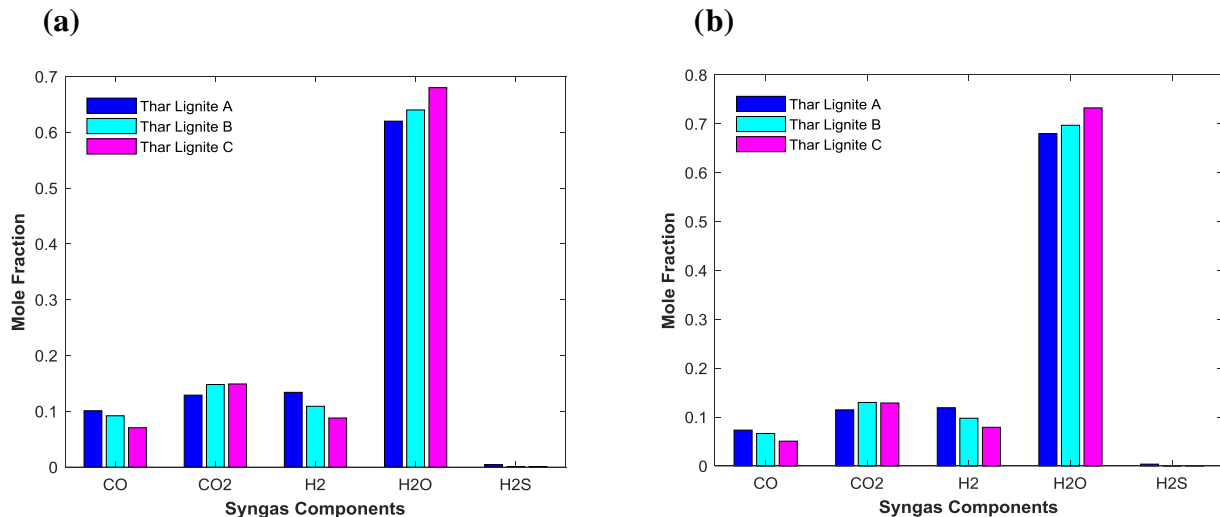 (a)
0.7
0.6
0.5
0.4
0.3
0.2
0.1
0
Mole Fraction
Thar Lignite A
Thar Lignite B
Thar Lignite C
CO CO2 H2 H2O H2S
Syngas Components
(b)
0.8
0.7
0.6
0.5
0.4
0.3
0.2
0.1
0
Mole Fraction
Thar Lignite A
Thar Lignite B
Thar Lignite C
CO CO2 H2 H2O H2S
Syngas Components